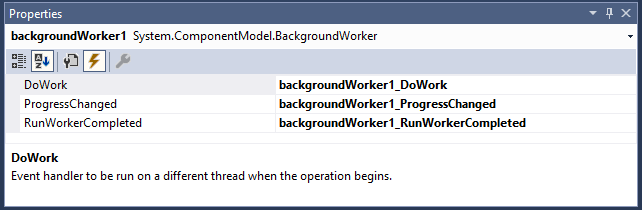 Properties
backgroundWorker1 System.ComponentModel.BackgroundWorker
DoWork backgroundWorker1_DoWork
ProgressChanged backgroundWorker1_ProgressChanged
RunWorkerCompleted backgroundWorker1_RunWorkerCompleted
DoWork
Event handler to be run on a different thread when the operation begins.